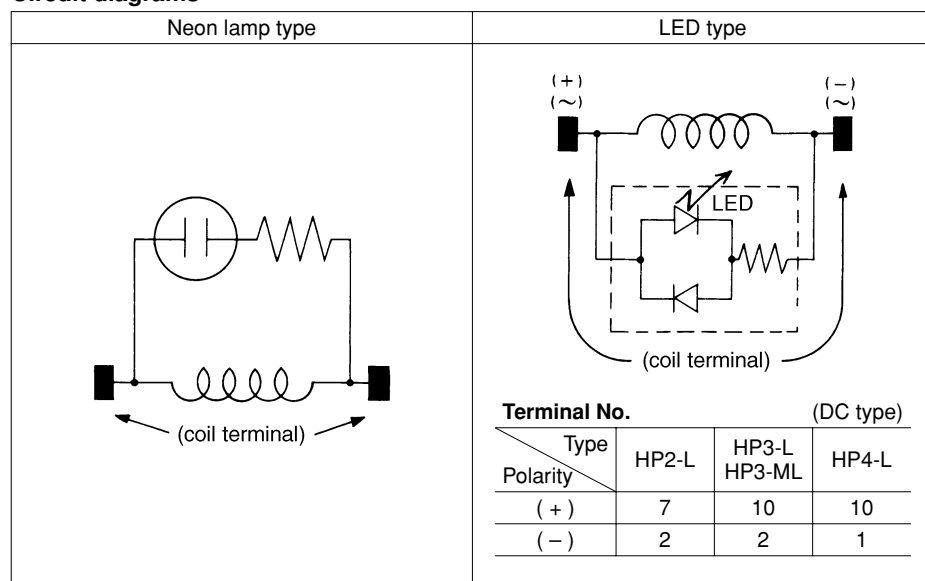 Circuit diagrams
Neon lamp type
LED type
(+)
(~)
(−)
(~)
LED
(coil terminal)
(coil terminal)
Terminal No. (DC type)
Type
Polarity
HP2-L
HP3-L
HP3-ML
HP4-L
(+) 7 10 10
(−) 2 2 1